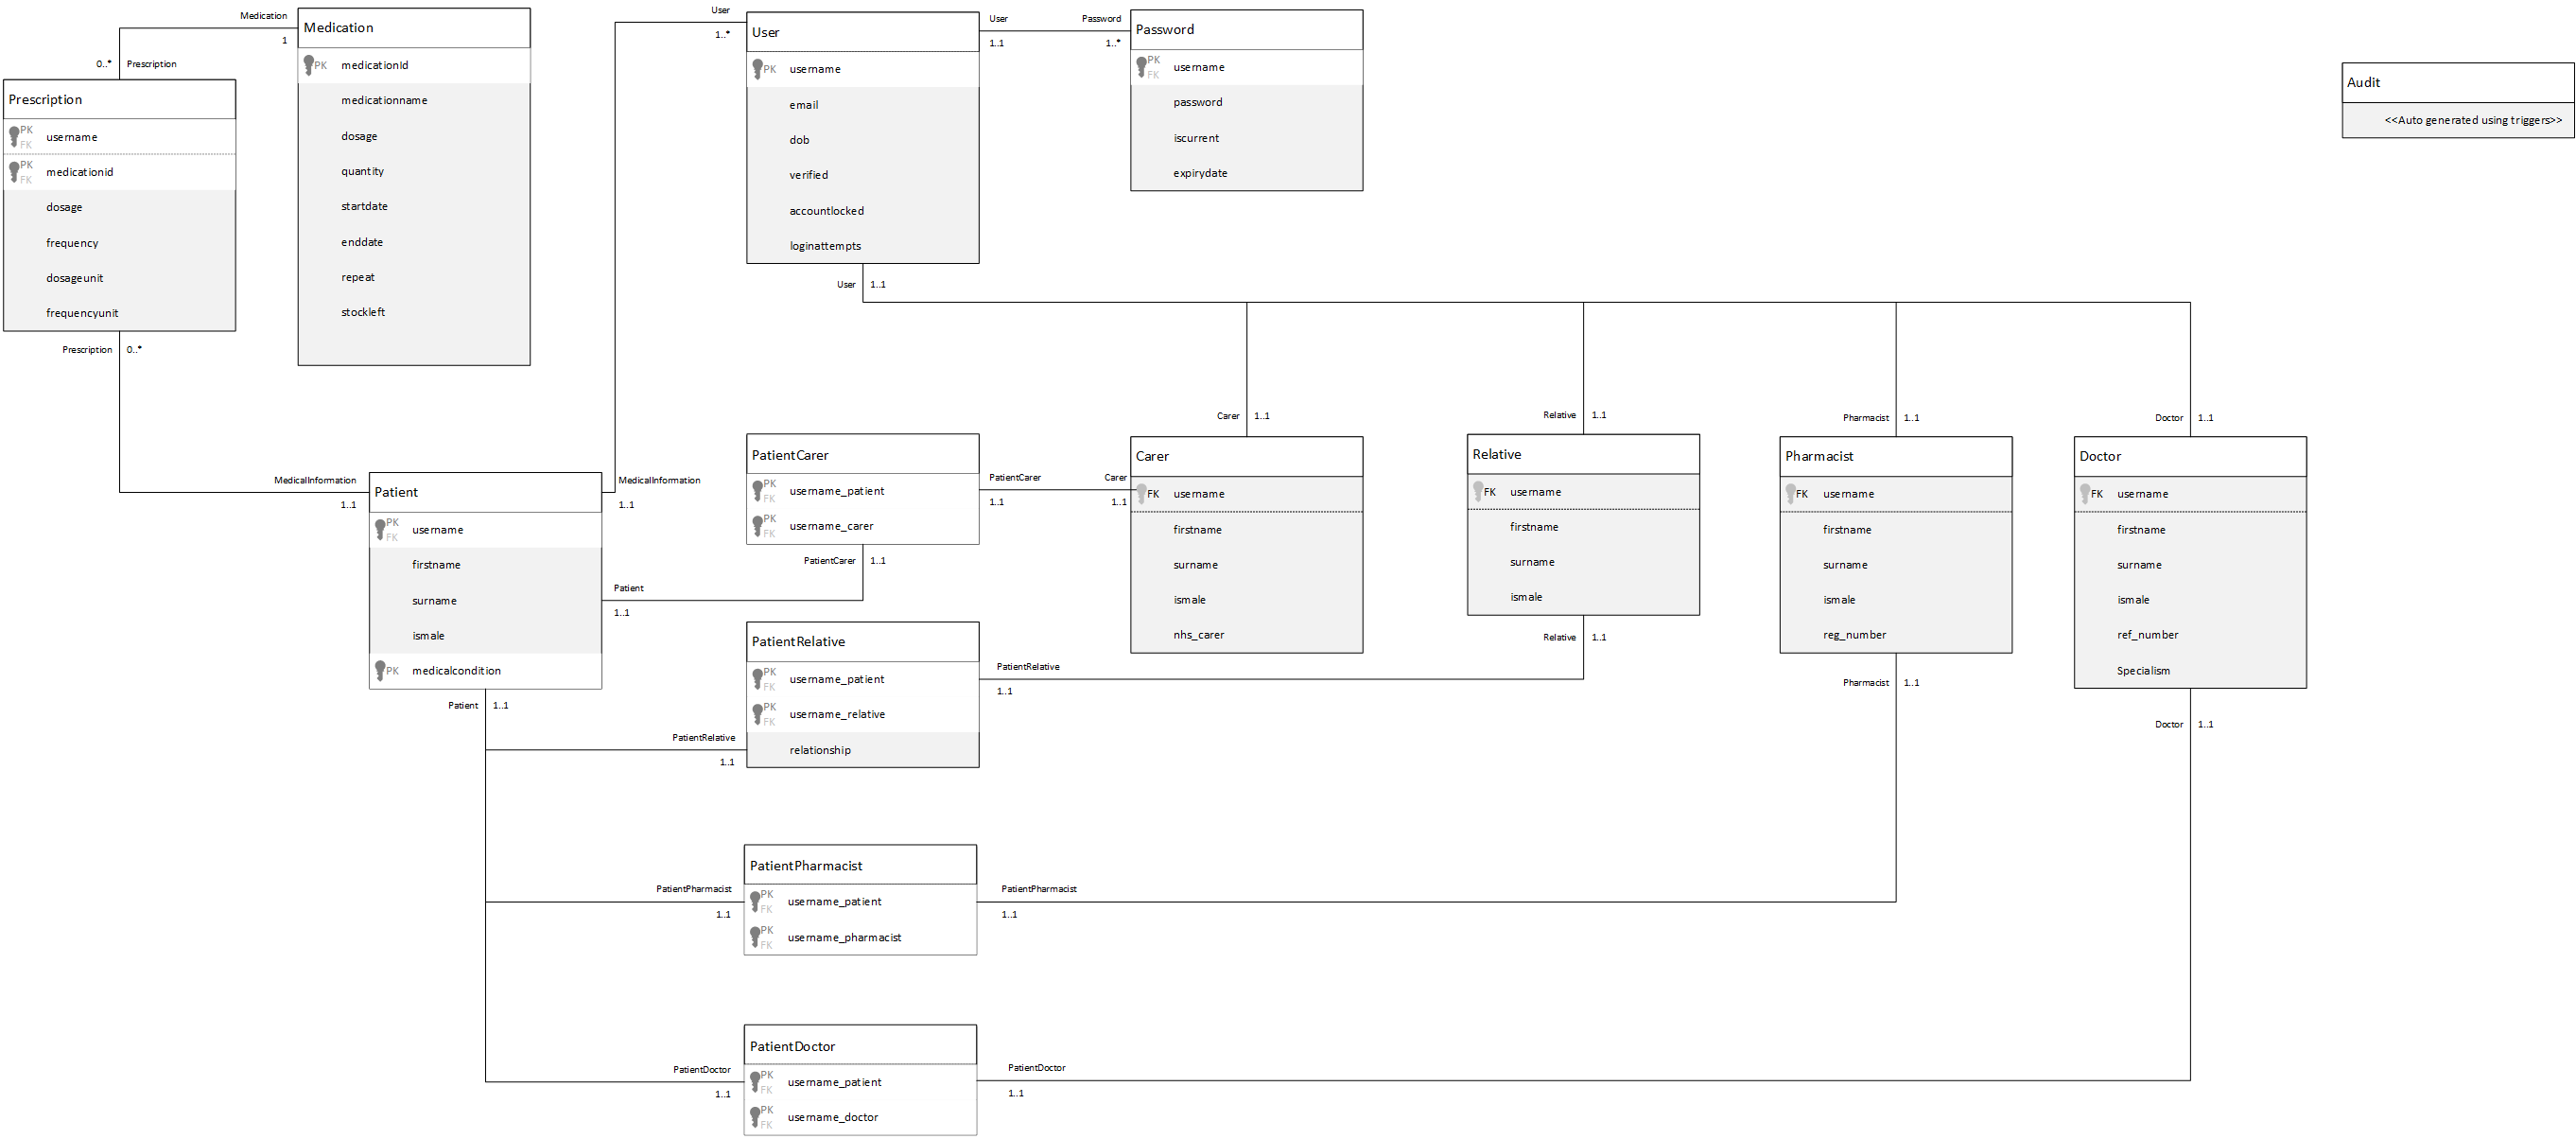 Medication
1
0..*
Prescription
Medication
PK
medicationId
medicationname
dosage
quantity
startdate
enddate
repeat
stockleft
Prescription
PK
FK
username
PK
FK
medicationid
dosage
frequency
dosageunit
frequencyunit
Prescription
0..*
MedicalInformation
1..1
User
1..*
User
PK
username
email
dob
verified
accountlocked
loginattempts
User
1..1
Password
1..*
Password
PK
FK
username
password
iscurrent
expirydate
Audit
<<Auto generated using triggers>>
User
1..1
Carer
1..1
Relative
1..1
Pharmacist
1..1
Doctor
1..1
Patient
PK
FK
username
firstname
surname
ismale
PK
medicalcondition
MedicalInformation
1..1
Patient
1..1
Patient
1..1
PatientCarer
PK
FK
username_patient
PK
FK
username_carer
PatientCarer
1..1
PatientCarer
1..1
Carer
1..1
Carer
FK
username
firstname
surname
ismale
nhs_carer
Relative
FK
username
firstname
surname
ismale
Relative
1..1
Pharmacist
FK
username
firstname
surname
ismale
reg_number
Pharmacist
1..1
Doctor
FK
username
firstname
surname
ismale
ref_number
Specialism
Doctor
1..1
PatientRelative
PK
FK
username_patient
PK
FK
username_relative
relationship
PatientRelative
1..1
PatientRelative
1..1
PatientPharmacist
PK
FK
username_patient
PK
FK
username_pharmacist
PatientPharmacist
1..1
PatientPharmacist
1..1
PatientDoctor
PK
FK
username_patient
PK
FK
username_doctor
PatientDoctor
1..1
PatientDoctor
1..1